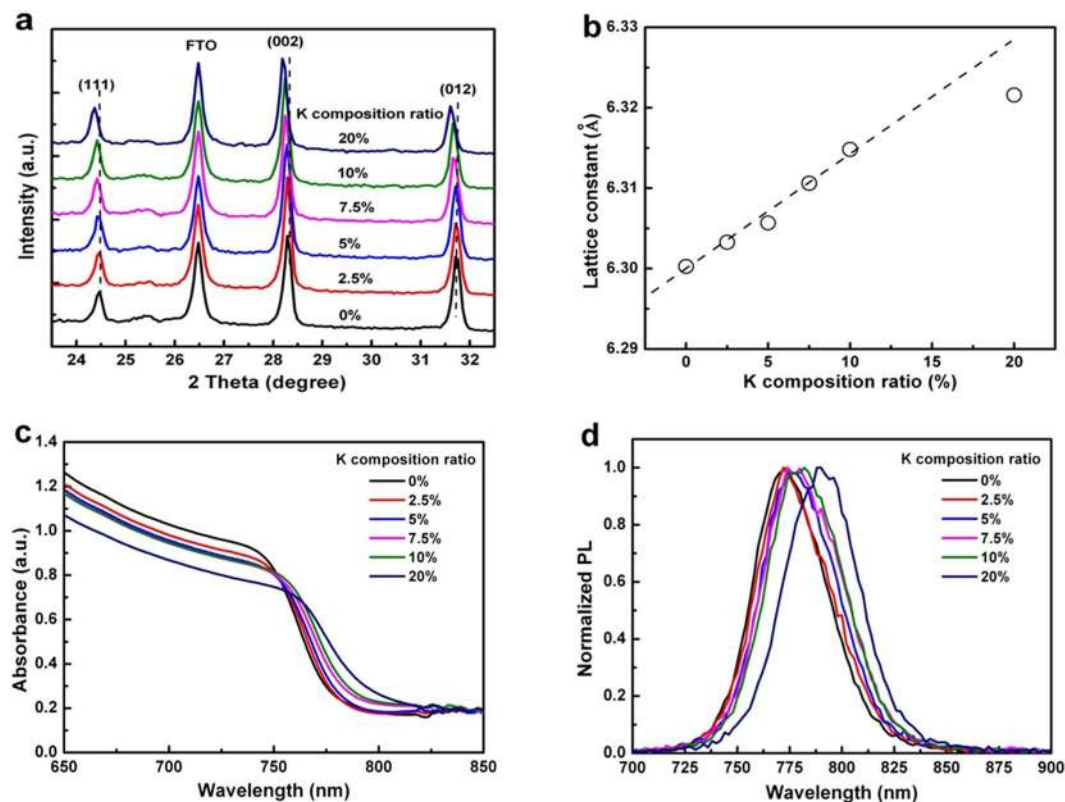 a
(111)
FTO
(002)
(012)
K composition ratio
20%
10%
7.5%
5%
2.5%
0%
Intensity (a.u.)
24 25 26 27 28 29 30 31 32
2 Theta (degree)
b
6.33
6.32
6.31
6.30
6.29
Lattice constant (Å)
0 5 10 15 20
K composition ratio (%)
c
1.4
1.2
1.0
0.8
0.6
0.4
0.2
0.0
Absorbance (a.u.)
K composition ratio
0%
2.5%
5%
7.5%
10%
20%
650 700 750 800 850
Wavelength (nm)
d
1.0
0.8
0.6
0.4
0.2
0.0
Normalized PL
K composition ratio
0%
2.5%
5%
7.5%
10%
20%
700 725 750 775 800 825 850 875 900
Wavelength (nm)